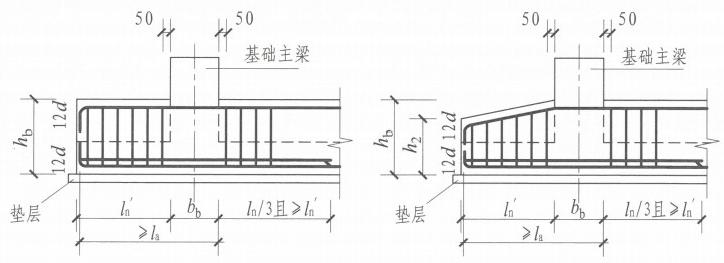 50 50
基础主梁
h_b
12d
12d
垫层
l_n′ b_b l_n/3且≥l_n′
≥l_a
50 50
基础主梁
h_b
h_2
12d
12d
垫层
l_n′ b_b l_n/3且≥l_n′
≥l_a